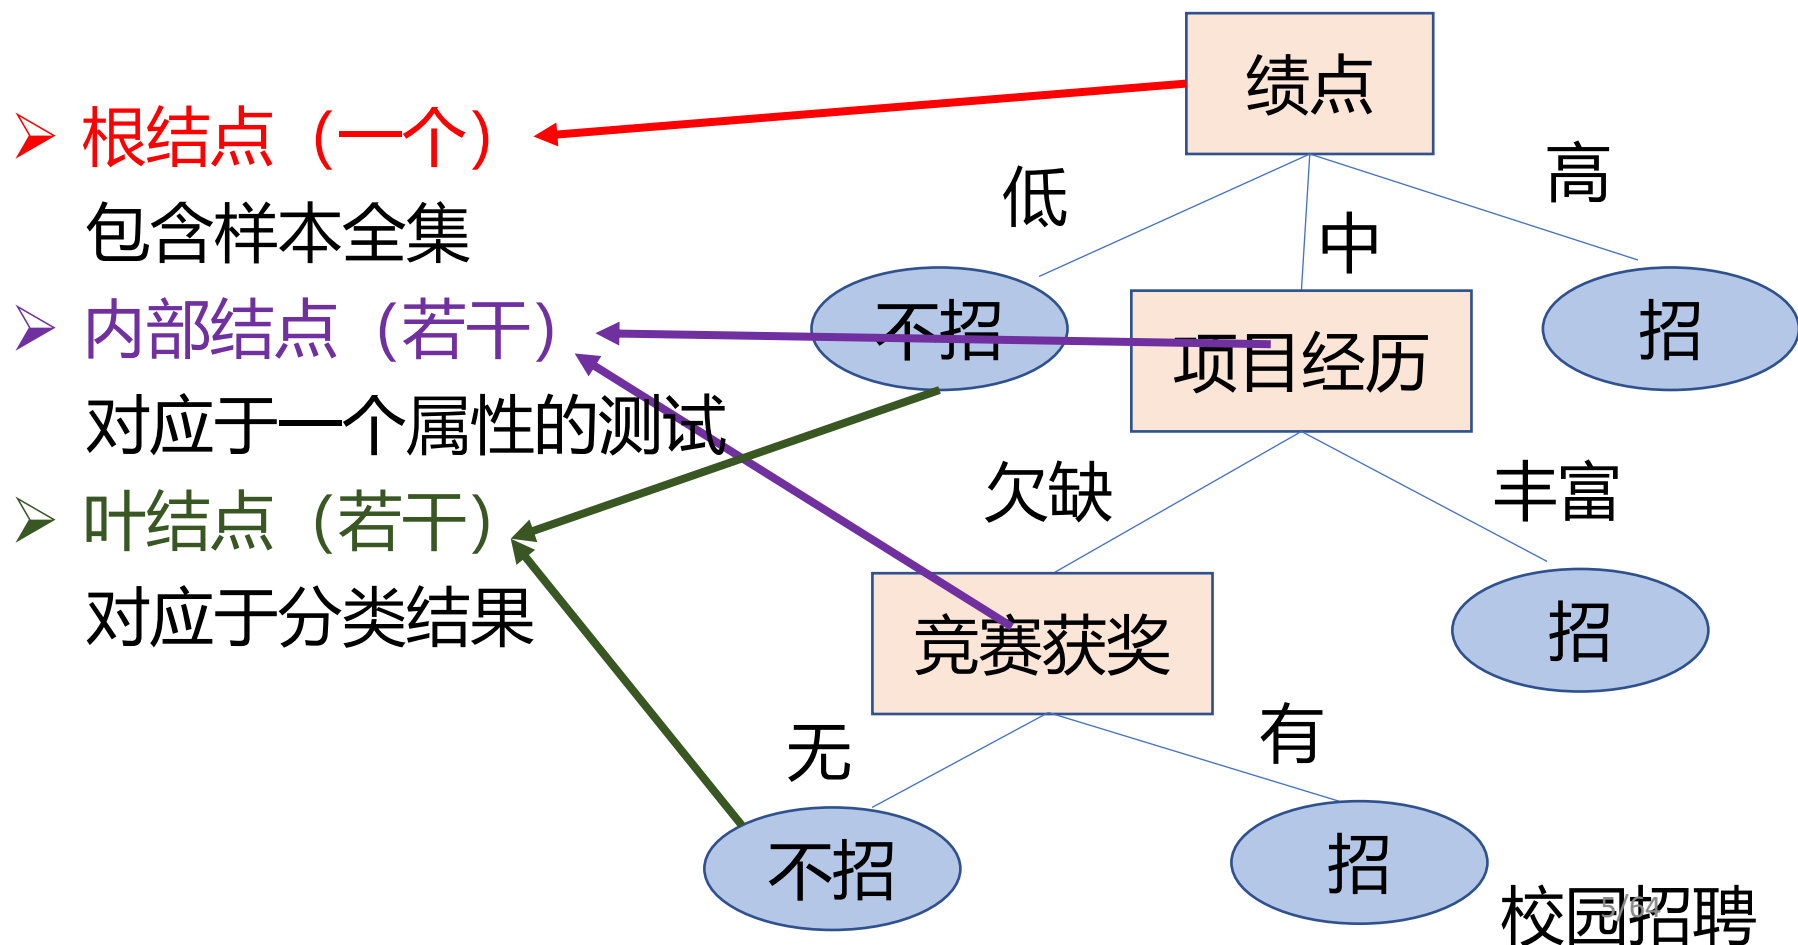 绩点
根结点（一个）
高
低
包含样本全集
中
内部结点（若干）
不招
项目经历
招
对应于一个属性的测试
欠缺
丰富
叶结点（若干）
对应于分类结果
竞赛获奖
招
无
有
不招
招
校园招聘
5/64